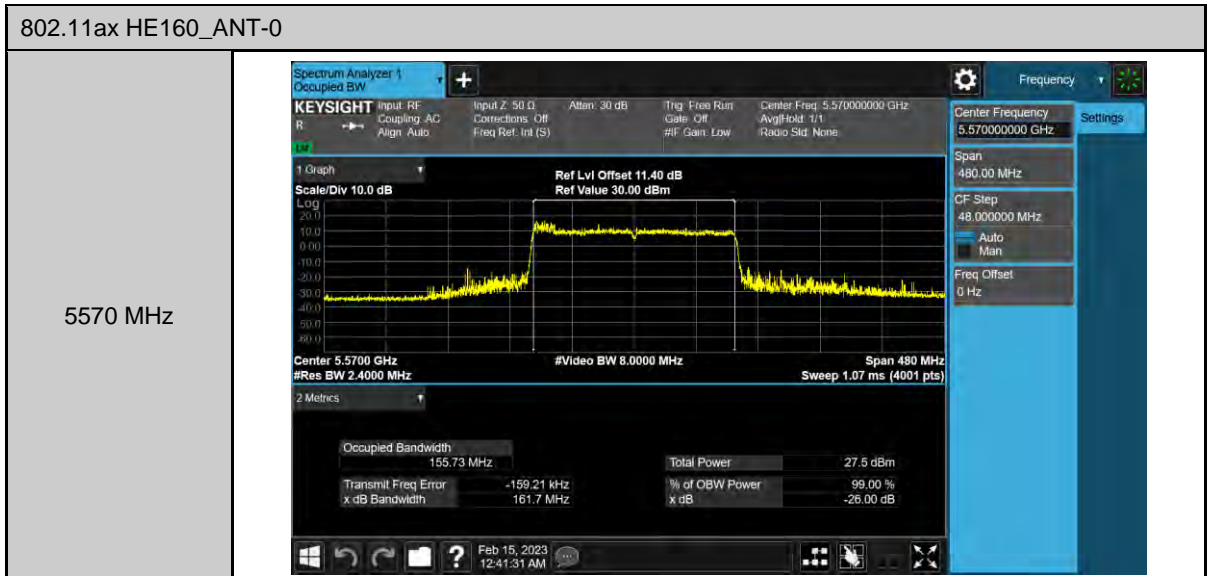 802.11ax HE160_ANT-0
5570 MHz
Spectrum Analyzer 1
Occupied BW
Frequency
KEYSIGHT Input: RF Input Z: 50 Ω Atten: 30 dB Trig: Free Run Center Freq: 5.570000000 GHz
R Coupling: AC Corrections: Off Gate: Off Avg|Hold: 1/1
Align: Auto Freq Ref: Int (S) #IF Gain: Low Radio Std: None
Center Frequency
5.570000000 GHz
Settings
Span
480.00 MHz
CF Step
48.000000 MHz
Auto
Man
Freq Offset
0 Hz
1 Graph
Ref Lvl Offset 11.40 dB
Scale/Div 10.0 dB Ref Value 30.00 dBm
Log
20.0
10.0
0.00
-10.0
-20.0
-30.0
-40.0
-50.0
-60.0
Center 5.5700 GHz #Video BW 8.0000 MHz Span 480 MHz
#Res BW 2.4000 MHz Sweep 1.07 ms (4001 pts)
2 Metrics
Occupied Bandwidth
155.73 MHz
Total Power 27.5 dBm
Transmit Freq Error -159.21 kHz % of OBW Power 99.00 %
x dB Bandwidth 161.7 MHz x dB -26.00 dB
Feb 15, 2023
12:41:31 AM